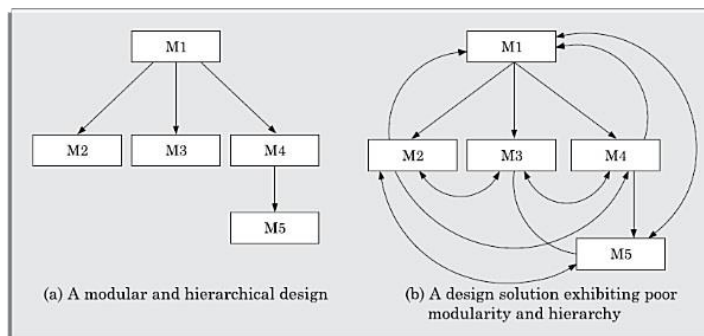 M1
M2
M3
M4
M5
(a) A modular and hierarchical design
M1
M2
M3
M4
M5
(b) A design solution exhibiting poor
modularity and hierarchy